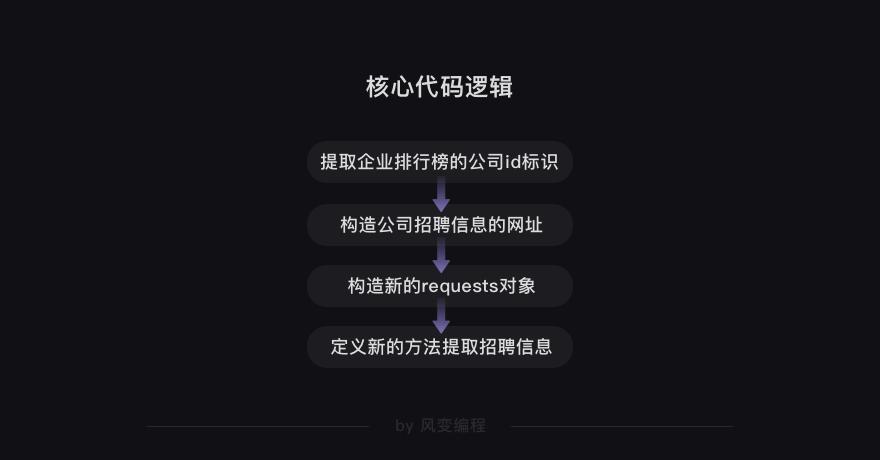 核心代码逻辑
提取企业排行榜的公司id标识
构造公司招聘信息的网址
构造新的requests对象
定义新的方法提取招聘信息
by 风变编程